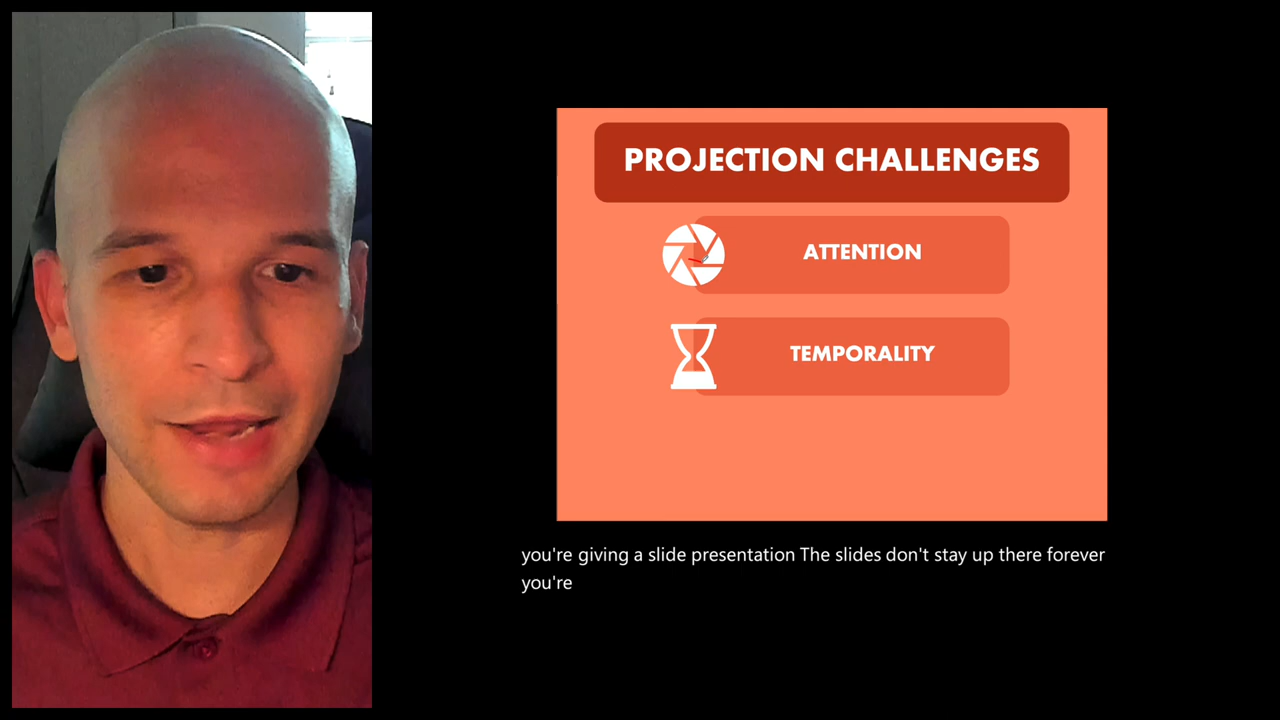 PROJECTION CHALLENGES
ATTENTION
TEMPORALITY
you're giving a slide presentation The slides don't stay up there forever
you're